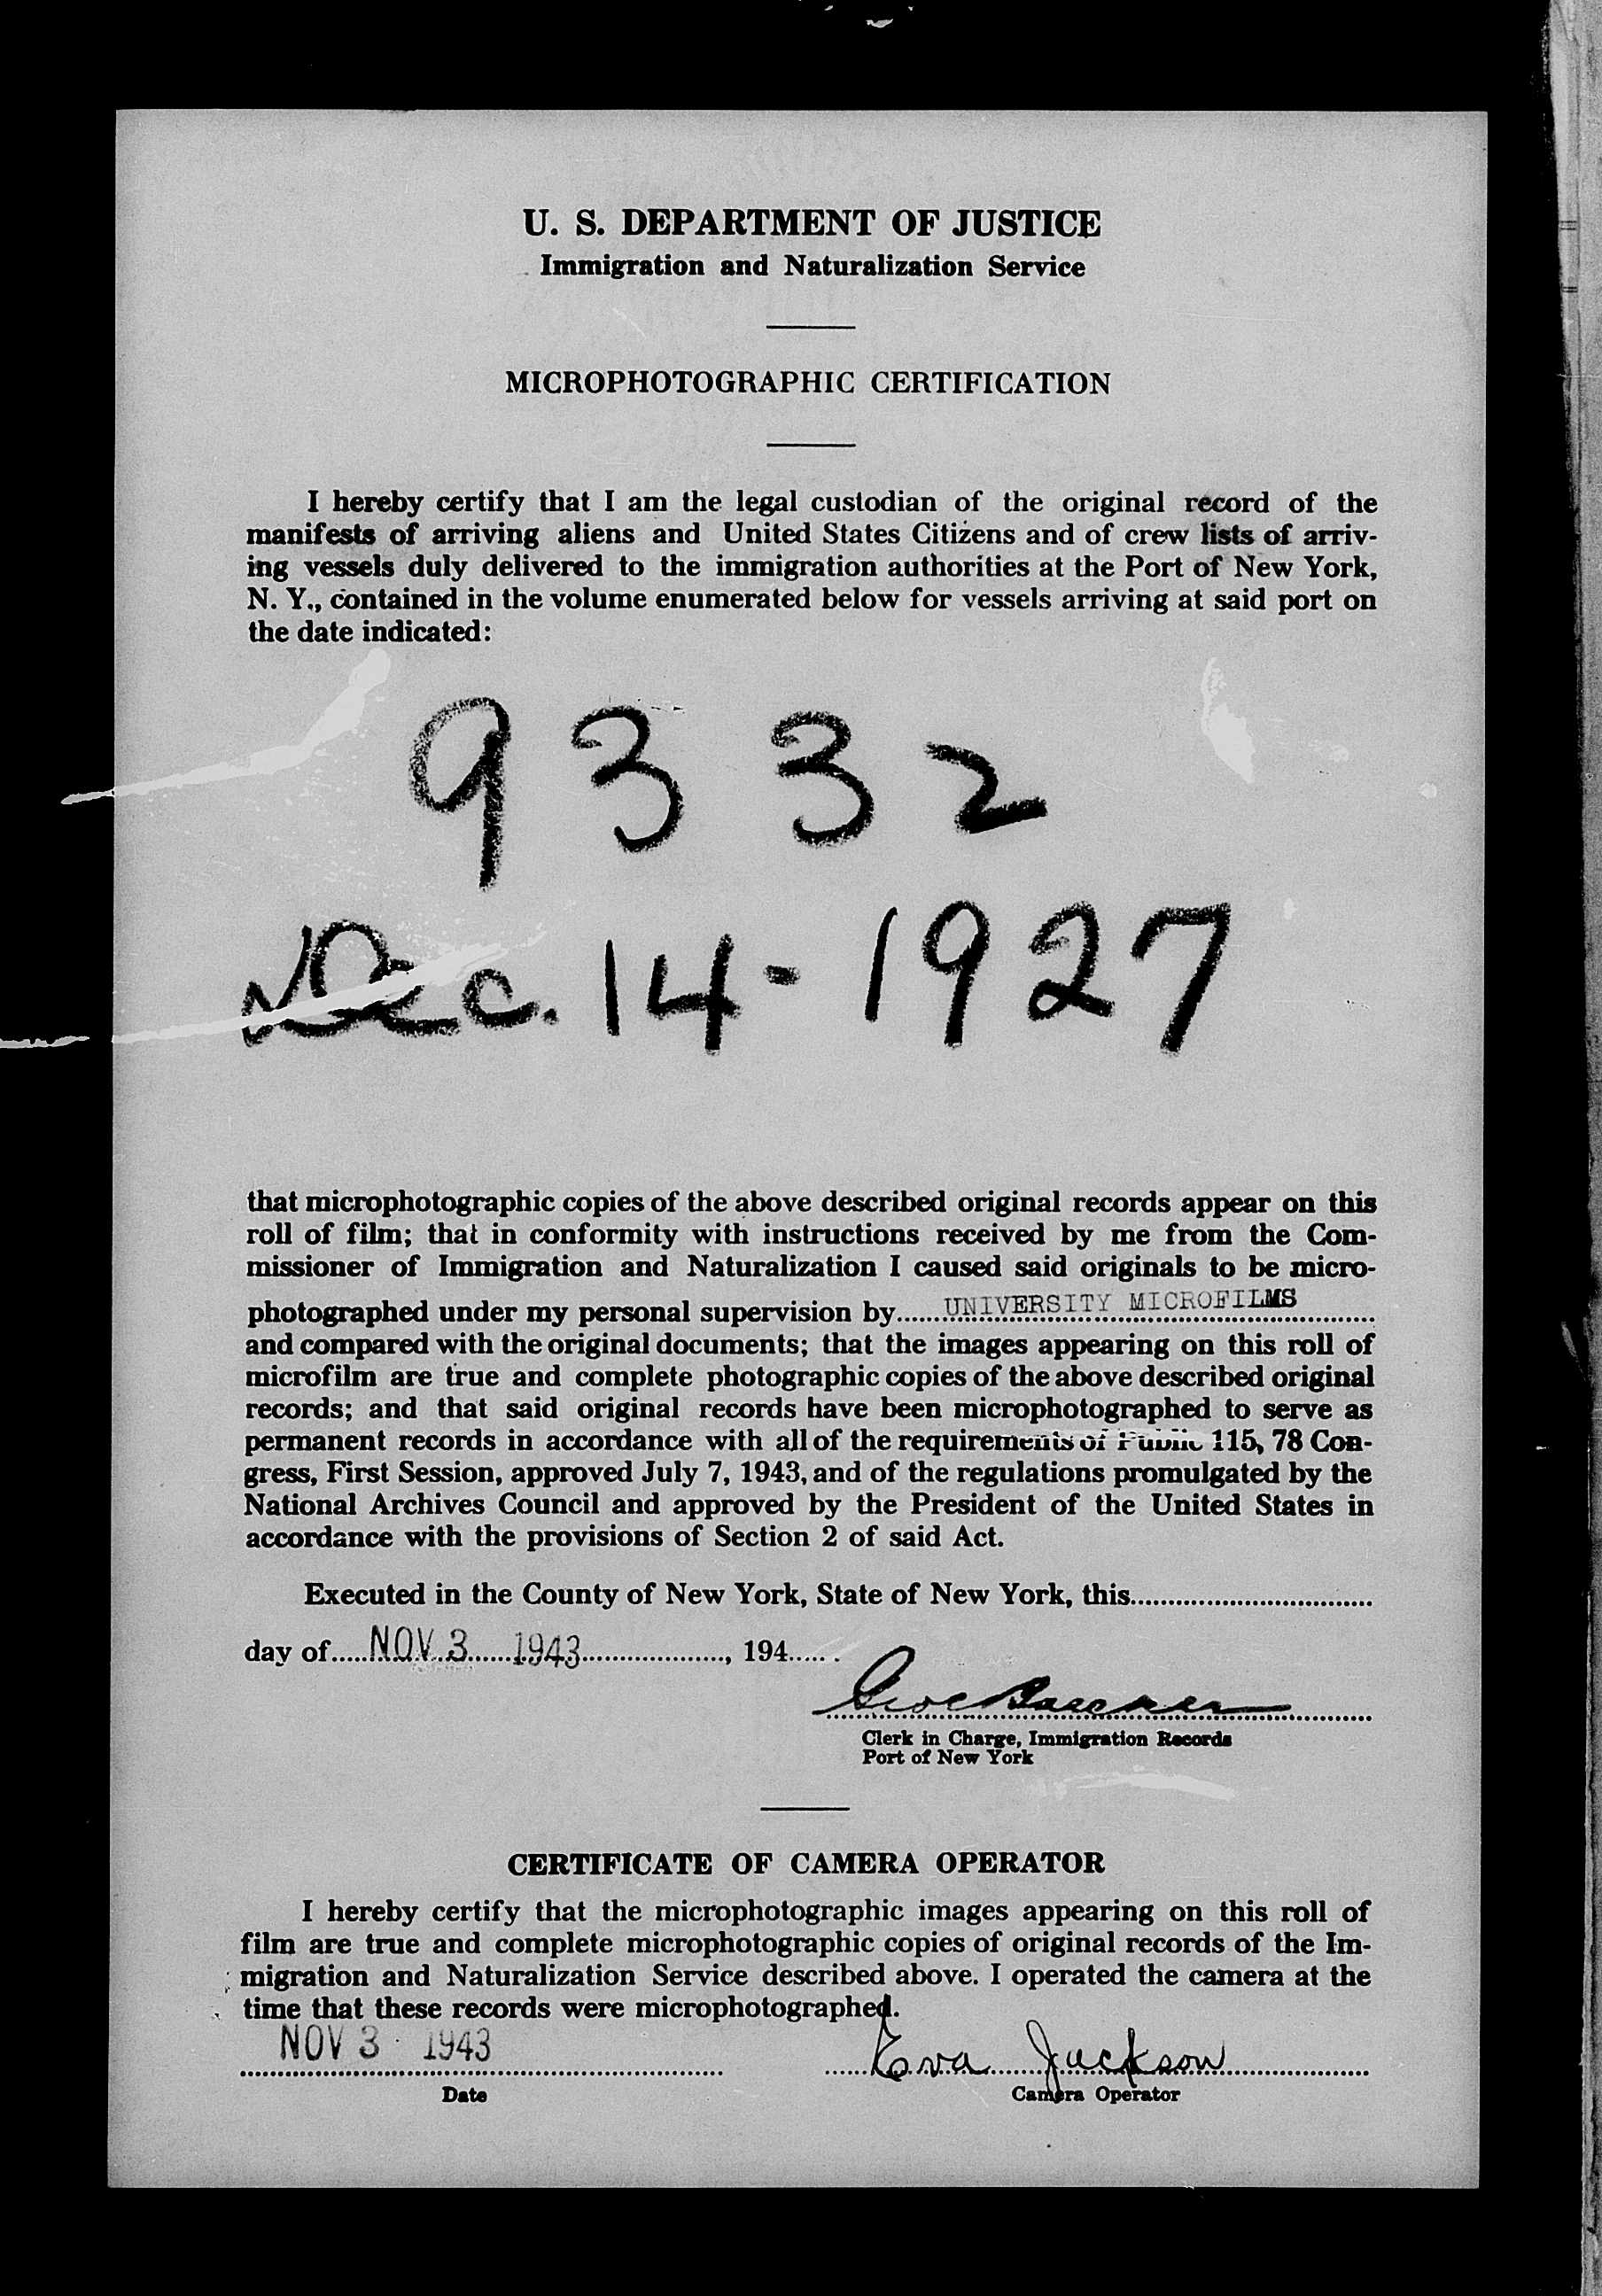 U. S. DEPARTMENT OF JUSTICE
Immigration and Naturalization Service
MICROPHOTOGRAPHIC CERTIFICATION
I hereby certify that I am the legal custodian of the original record of the
manifests of arriving aliens and United States Citizens and of crew lists of arriv-
ing vessels duly delivered to the immigration authorities at the Port of New York,
N. Y., contained in the volume enumerated below for vessels arriving at said port on
the date indicated:
9 3 3 2
Dec. 14 - 1927
that microphotographic copies of the above described original records appear on this
roll of film; that in conformity with instructions received by me from the Com-
missioner of Immigration and Naturalization I caused said originals to be micro-
photographed under my personal supervision by......UNIVERSITY MICROFILMS
and compared with the original documents; that the images appearing on this roll of
microfilm are true and complete photographic copies of the above described original
records; and that said original records have been microphotographed to serve as
permanent records in accordance with all of the requirements of Public 115, 78 Con-
gress, First Session, approved July 7, 1943, and of the regulations promulgated by the
National Archives Council and approved by the President of the United States in
accordance with the provisions of Section 2 of said Act.
Executed in the County of New York, State of New York, this
day of NOV 3 1943, 194
Clerk in Charge, Immigration Records
Port of New York
CERTIFICATE OF CAMERA OPERATOR
I hereby certify that the microphotographic images appearing on this roll of
film are true and complete microphotographic copies of original records of the Im-
migration and Naturalization Service described above. I operated the camera at the
time that these records were microphotographed.
NOV 3 1943 Eva Jackson
Date Camera Operator